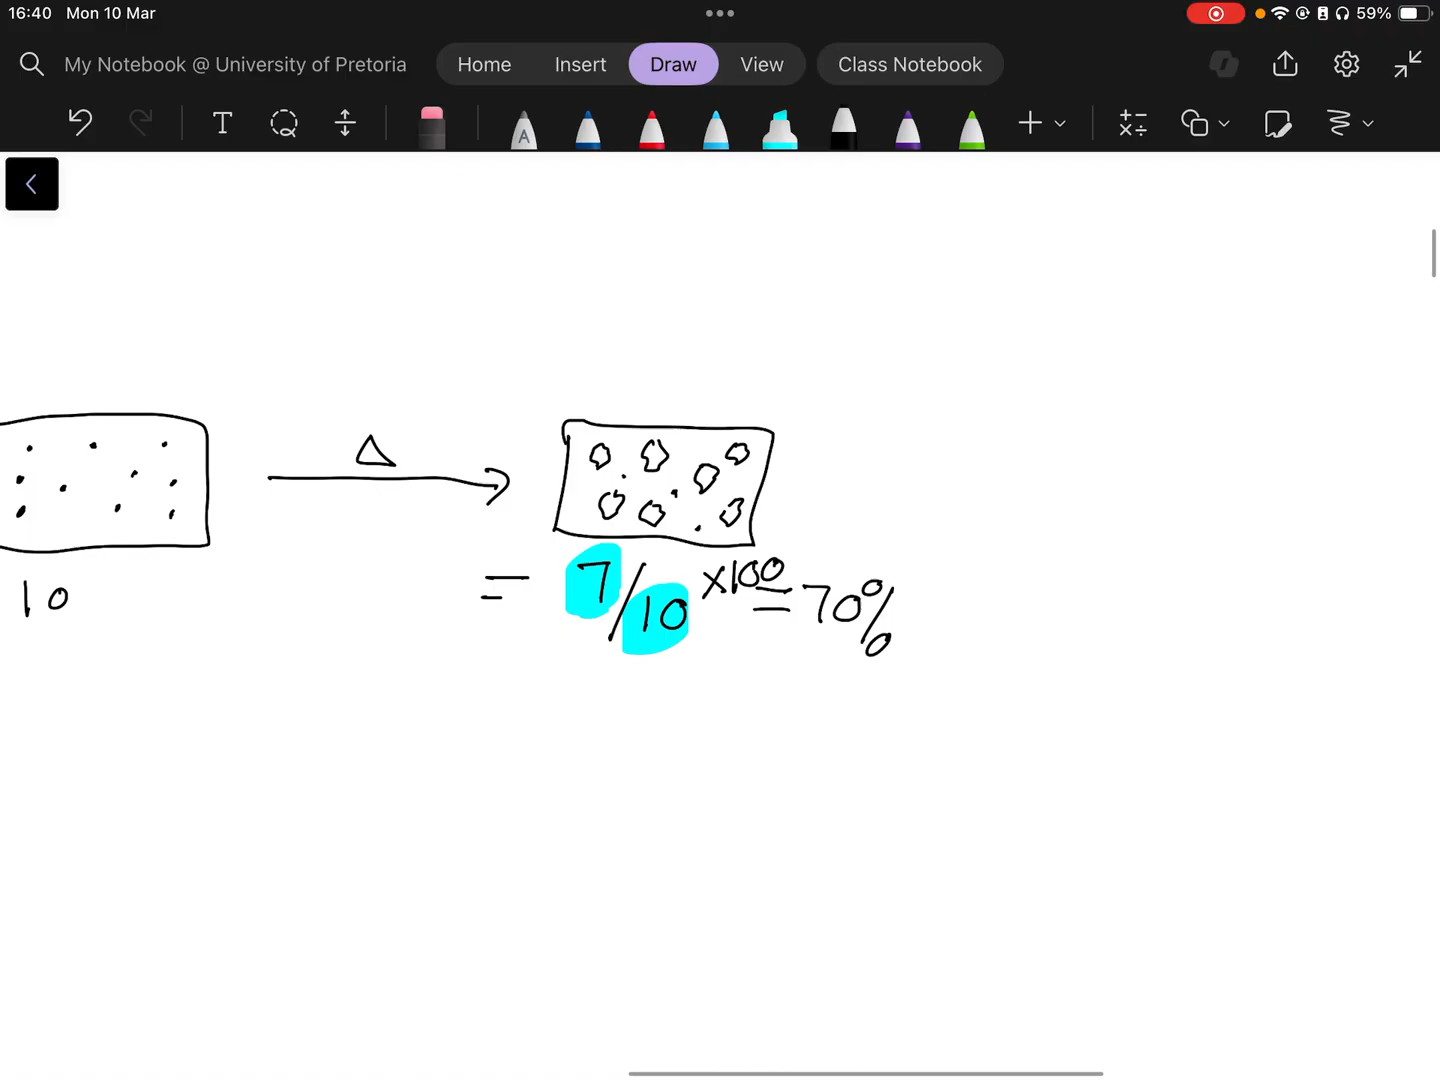 16:40 Mon 10 Mar 59%
My Notebook @ University of Pretoria Home Insert Draw View Class Notebook
T A
Δ
10
= 7/10 ×100 = 70%